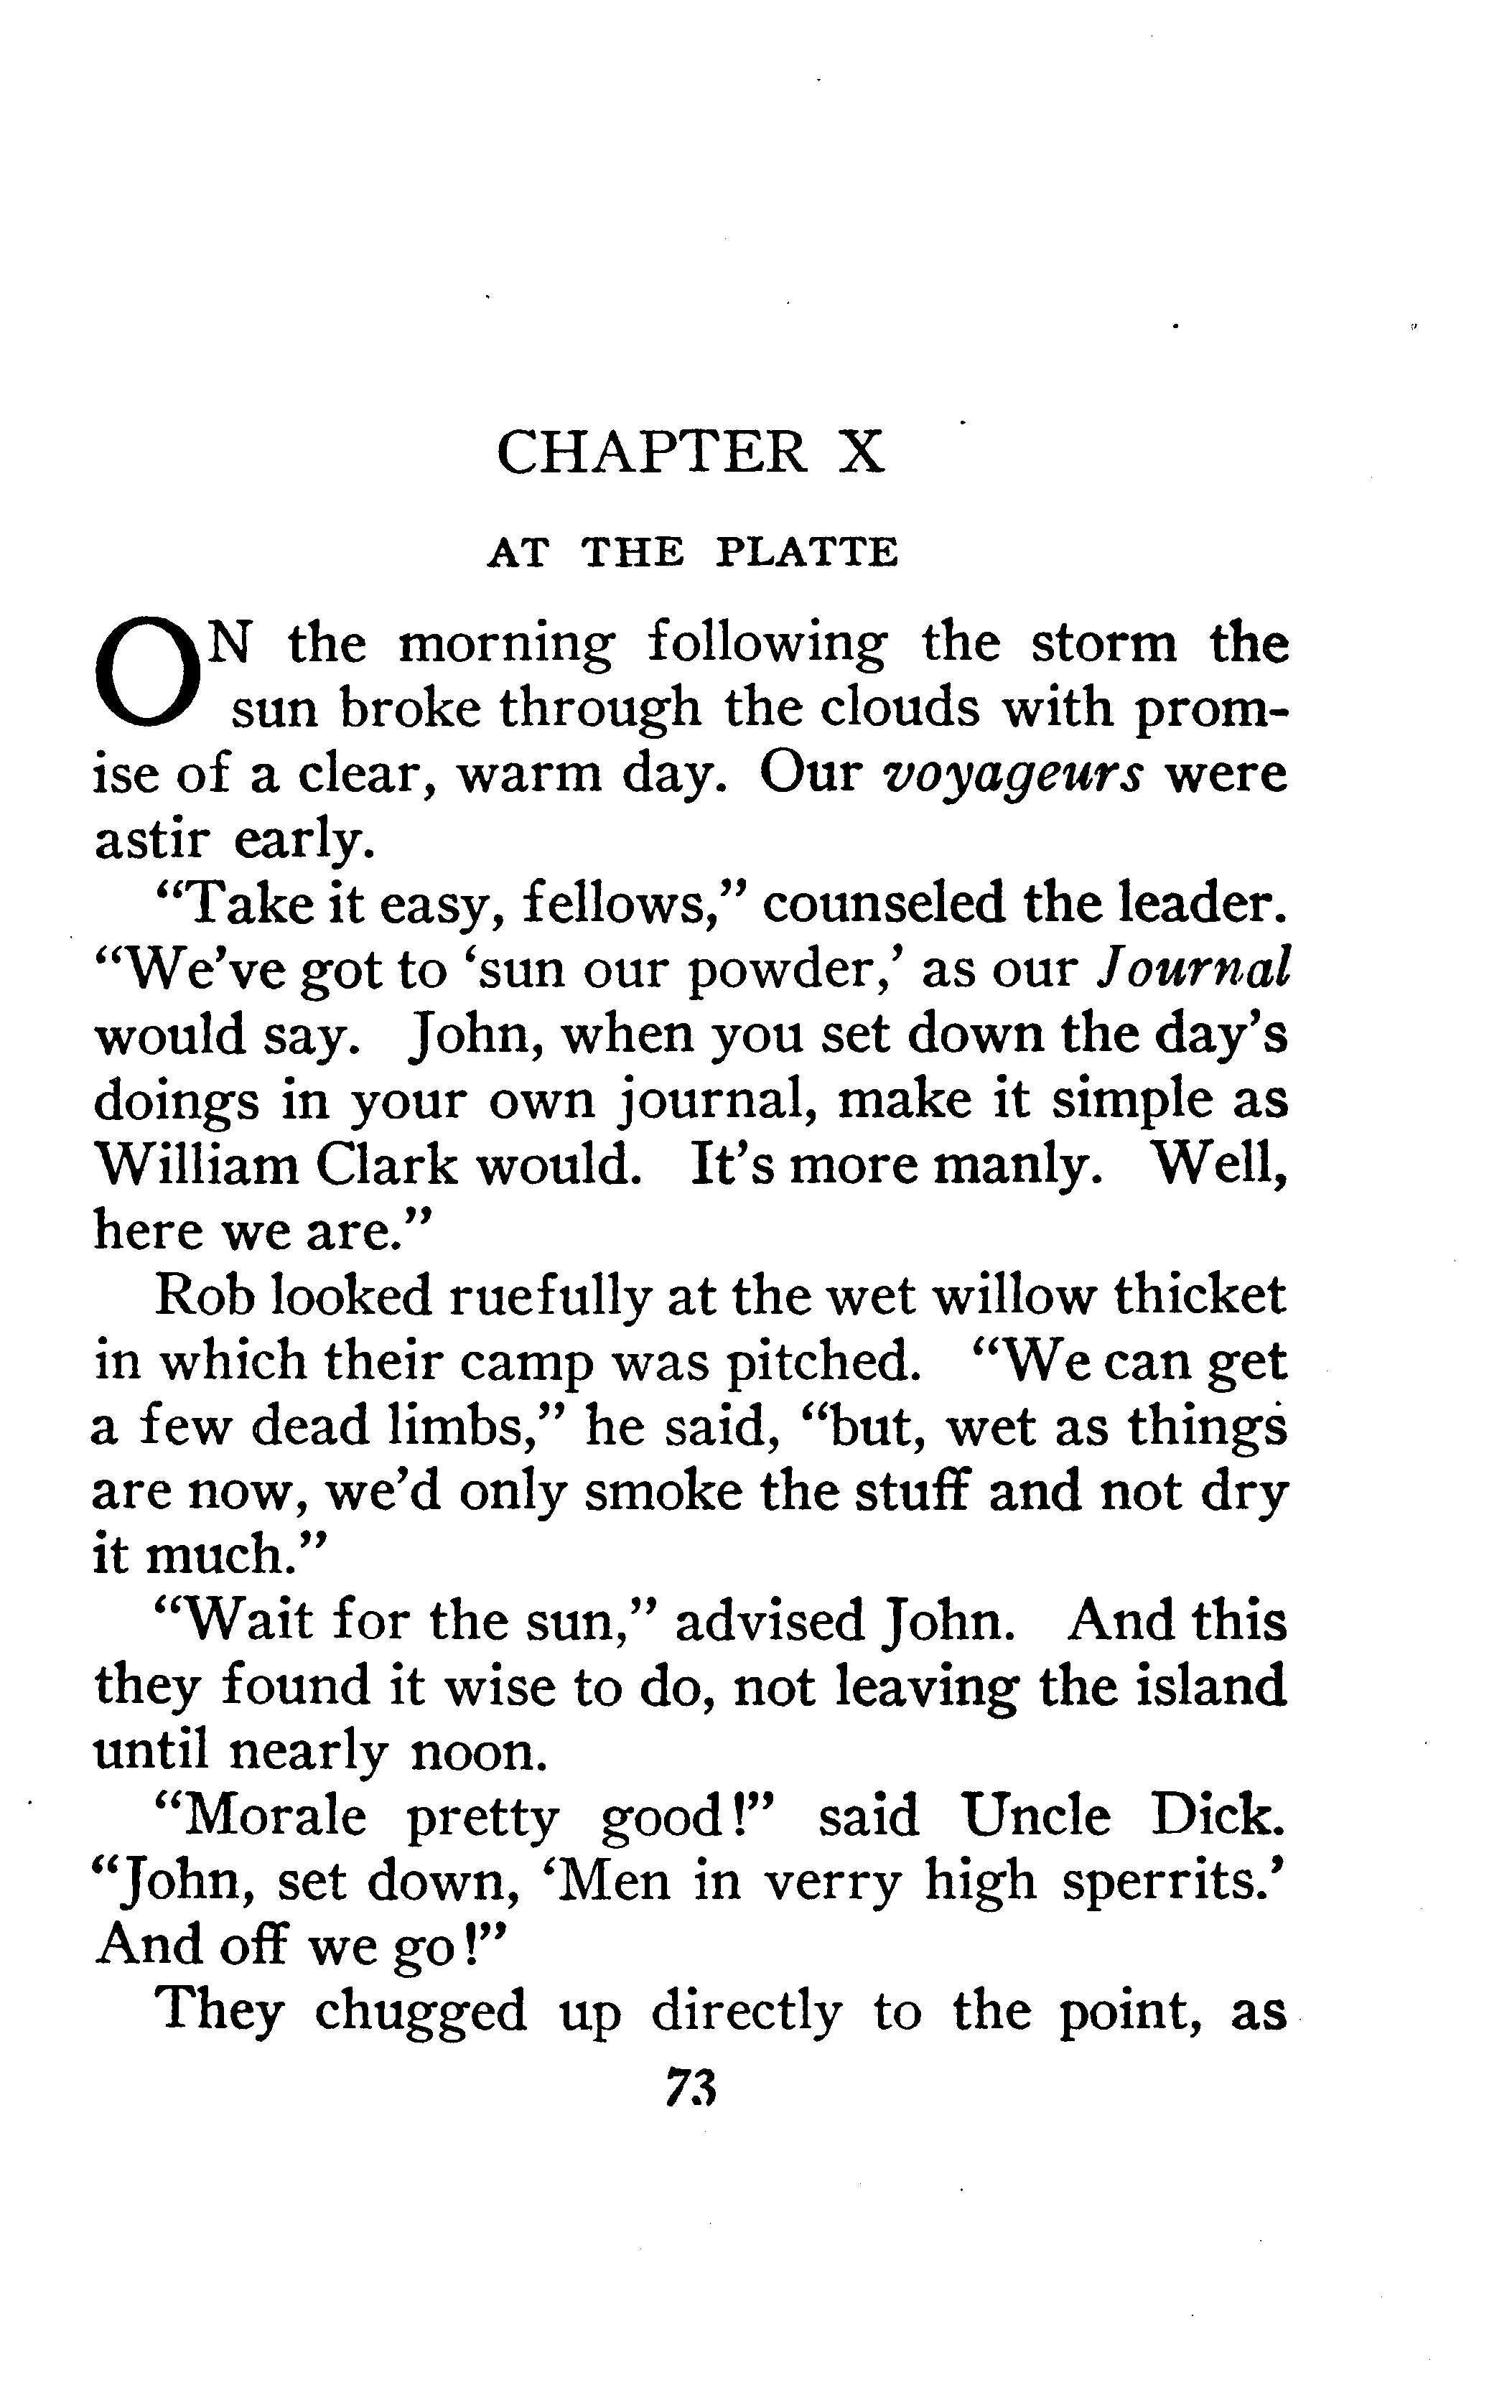 CHAPTER X
AT THE PLATTE
ON the morning following the storm the
sun broke through the clouds with prom-
ise of a clear, warm day. Our voyageurs were
astir early.
“Take it easy, fellows,” counseled the leader.
“We’ve got to ‘sun our powder,’ as our Journal
would say. John, when you set down the day’s
doings in your own journal, make it simple as
William Clark would. It’s more manly. Well,
here we are.”
Rob looked ruefully at the wet willow thicket
in which their camp was pitched. “We can get
a few dead limbs,” he said, “but, wet as things
are now, we’d only smoke the stuff and not dry
it much.”
“Wait for the sun,” advised John. And this
they found it wise to do, not leaving the island
until nearly noon.
“Morale pretty good!” said Uncle Dick.
“John, set down, ‘Men in verry high sperrits.’
And off we go!”
They chugged up directly to the point, as
73